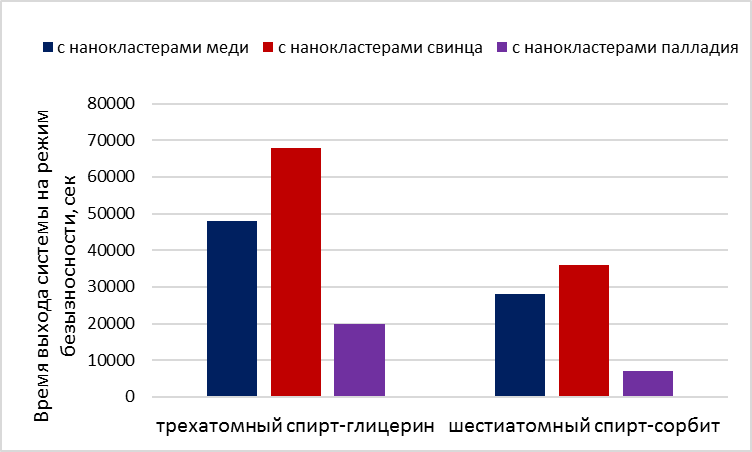 с нанокластерами меди с нанокластерами свинца с нанокластерами палладия
Время выхода системы на режим
безызносности, сек
80000
70000
60000
50000
40000
30000
20000
10000
0
трехатомный спирт-глицерин шестиатомный спирт-сорбит